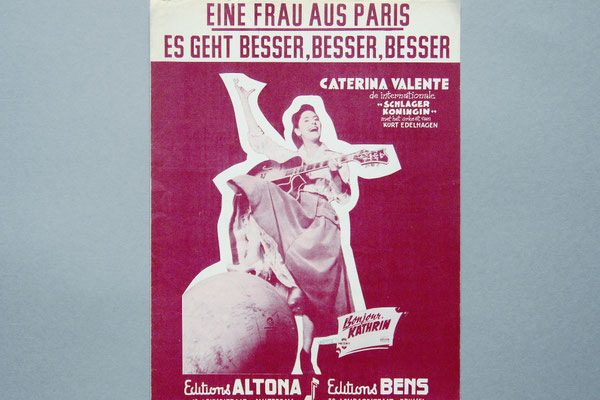 EINE FRAU AUS PARIS
ES GEHT BESSER, BESSER, BESSER
CATERINA VALENTE
de internationale
"SCHLAGER
KONINGIN"
met het orkest van
KURT EDELHAGEN
Bonjour,
KATHRIN
Editions ALTONA
Editions BENS